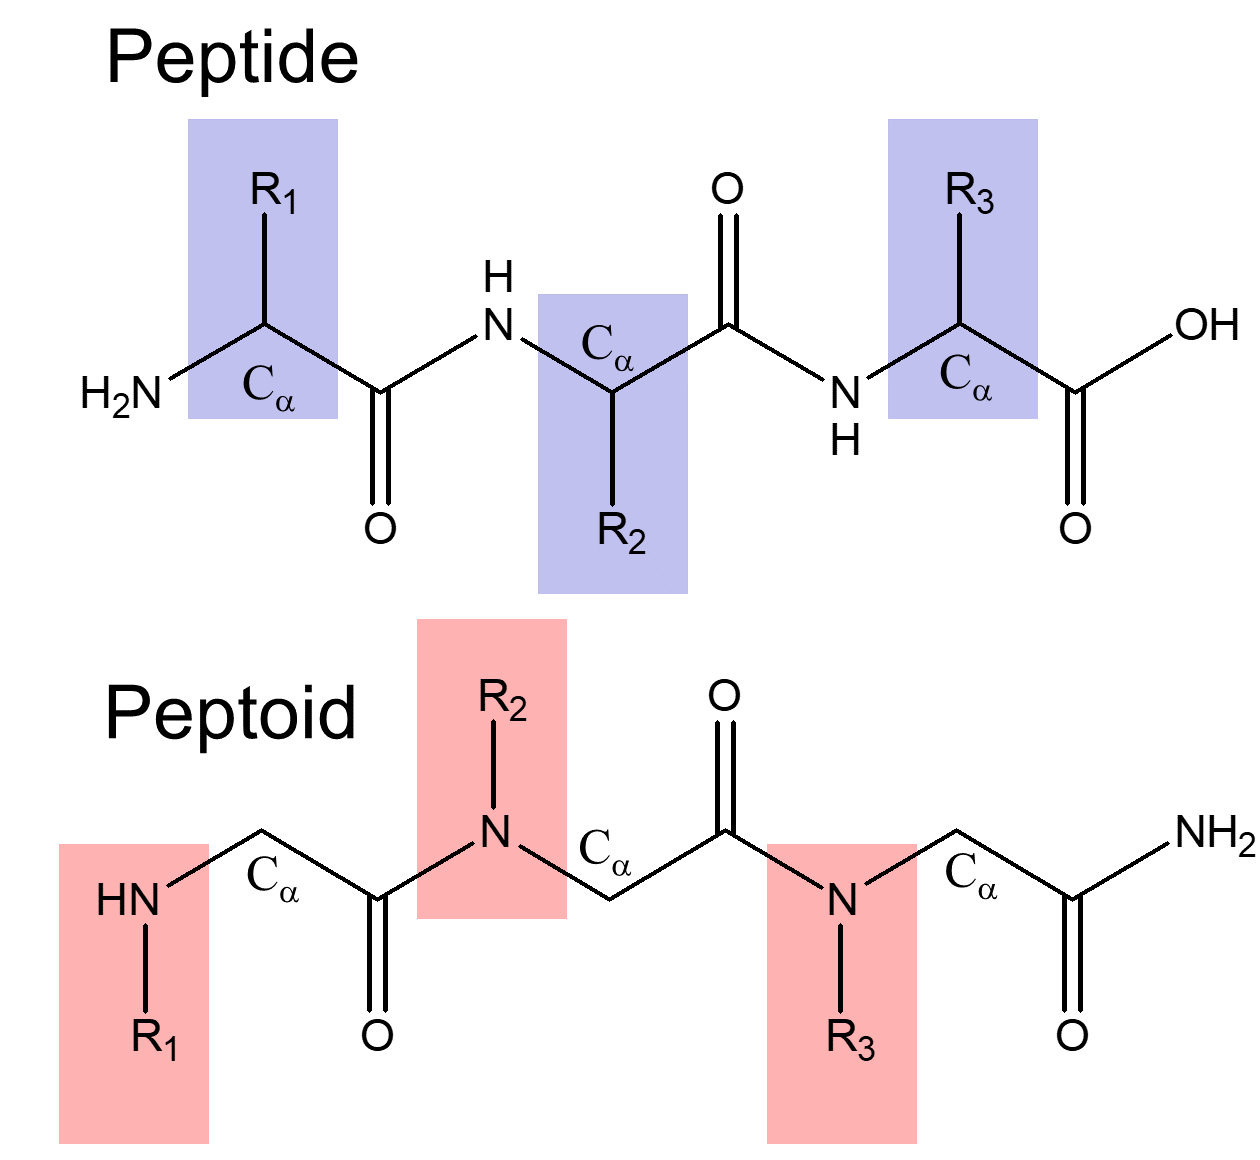 Peptide
R₁ O R₃
H
N Cα OH
H₂N Cα Cα N
H
O R₂ O
Peptoid
R₂ O
N Cα NH₂
HN Cα N Cα
R₁ O R₃ O